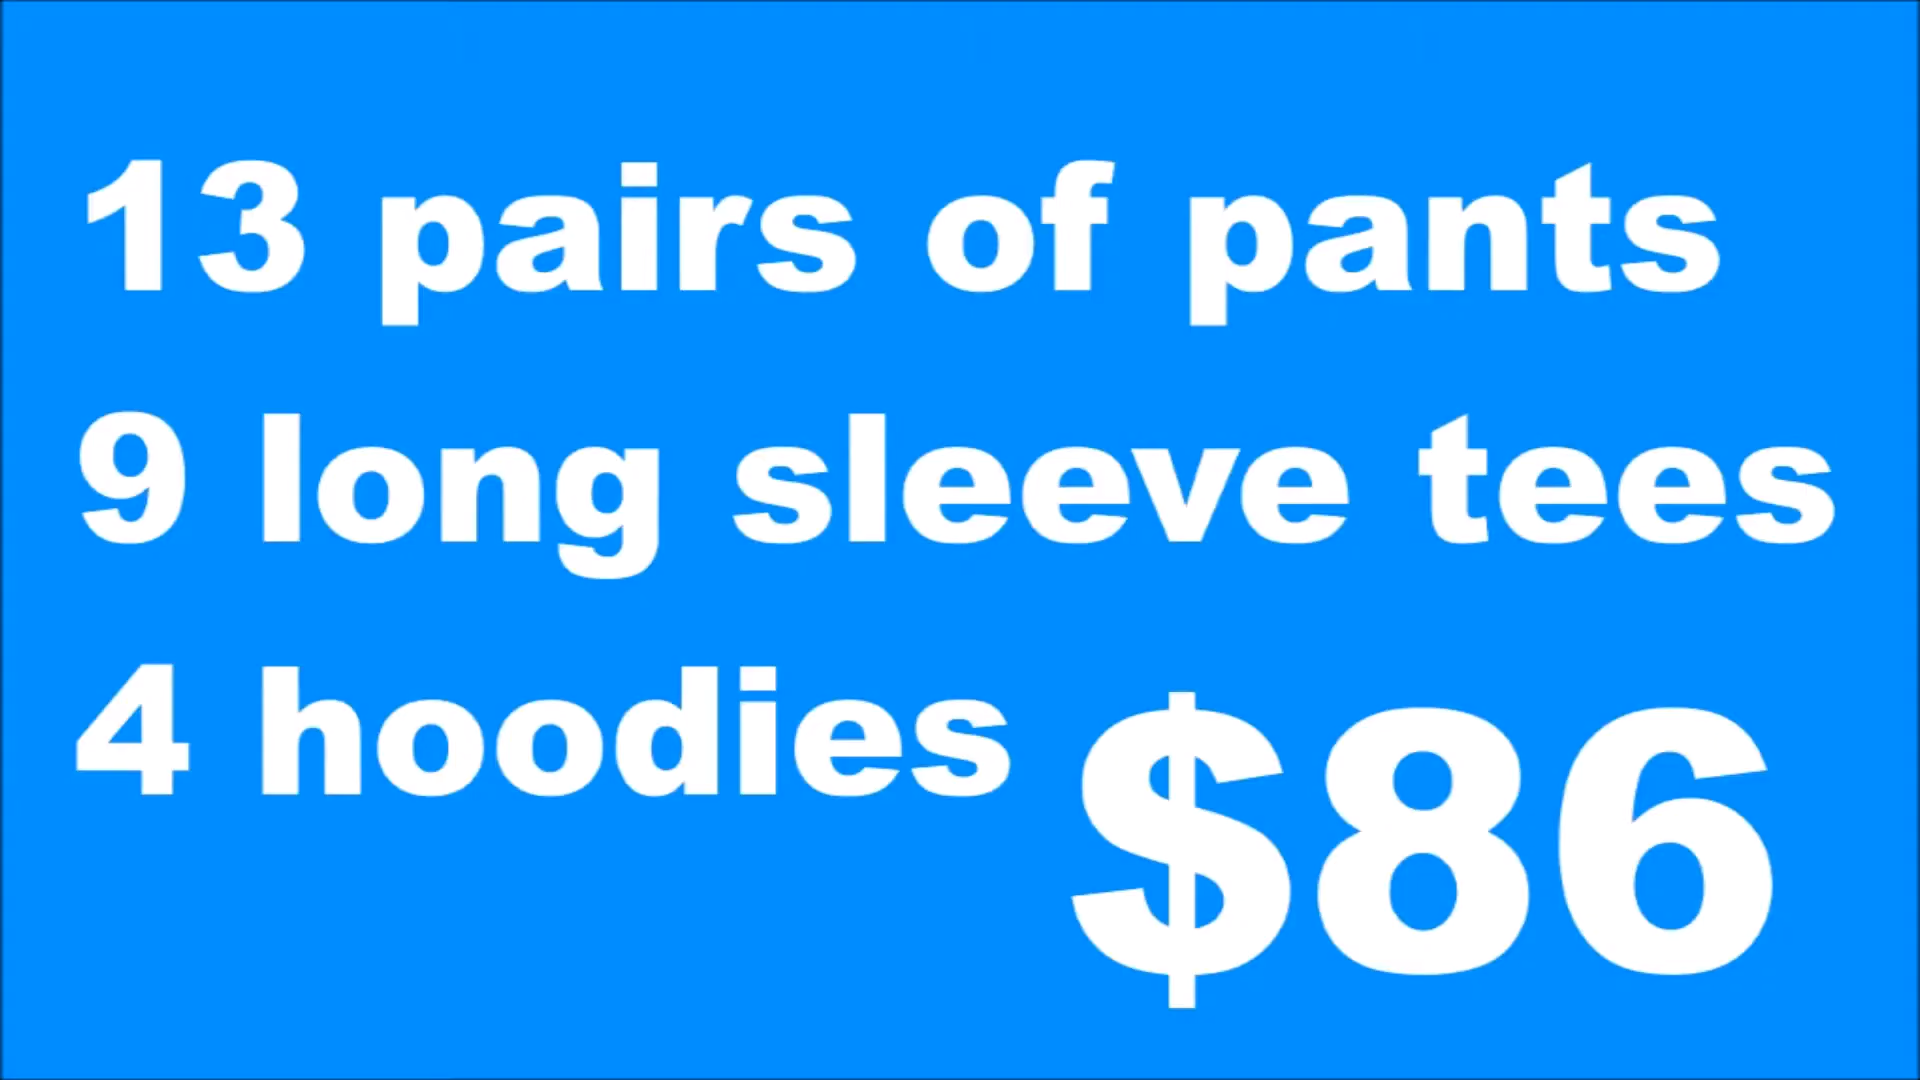 13 pairs of pants
9 long sleeve tees
4 hoodies
$86